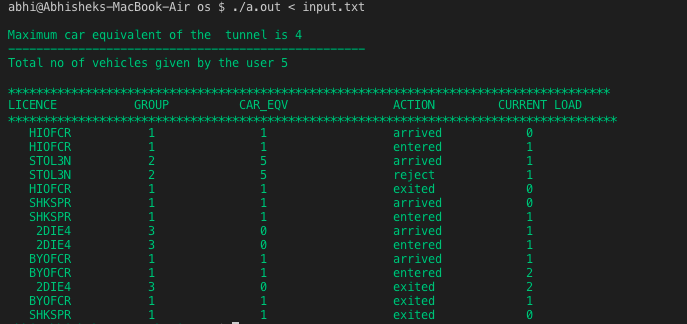 abhi@Abhisheks-MacBook-Air os $ ./a.out < input.txt
Maximum car equivalent of the  tunnel is 4
---------------------------------------------------
Total no of vehicles given by the user 5
**************************************************************************************
LICENCE GROUP CAR_EQV ACTION CURRENT LOAD
***************************************************************************************
HIOFCR 1 1 arrived 0
HIOFCR 1 1 entered 1
STOL3N 2 5 arrived 1
STOL3N 2 5 reject 1
HIOFCR 1 1 exited 0
SHKSPR 1 1 arrived 0
SHKSPR 1 1 entered 1
2DIE4 3 0 arrived 1
2DIE4 3 0 entered 1
BYOFCR 1 1 arrived 1
BYOFCR 1 1 entered 2
2DIE4 3 0 exited 2
BYOFCR 1 1 exited 1
SHKSPR 1 1 exited 0